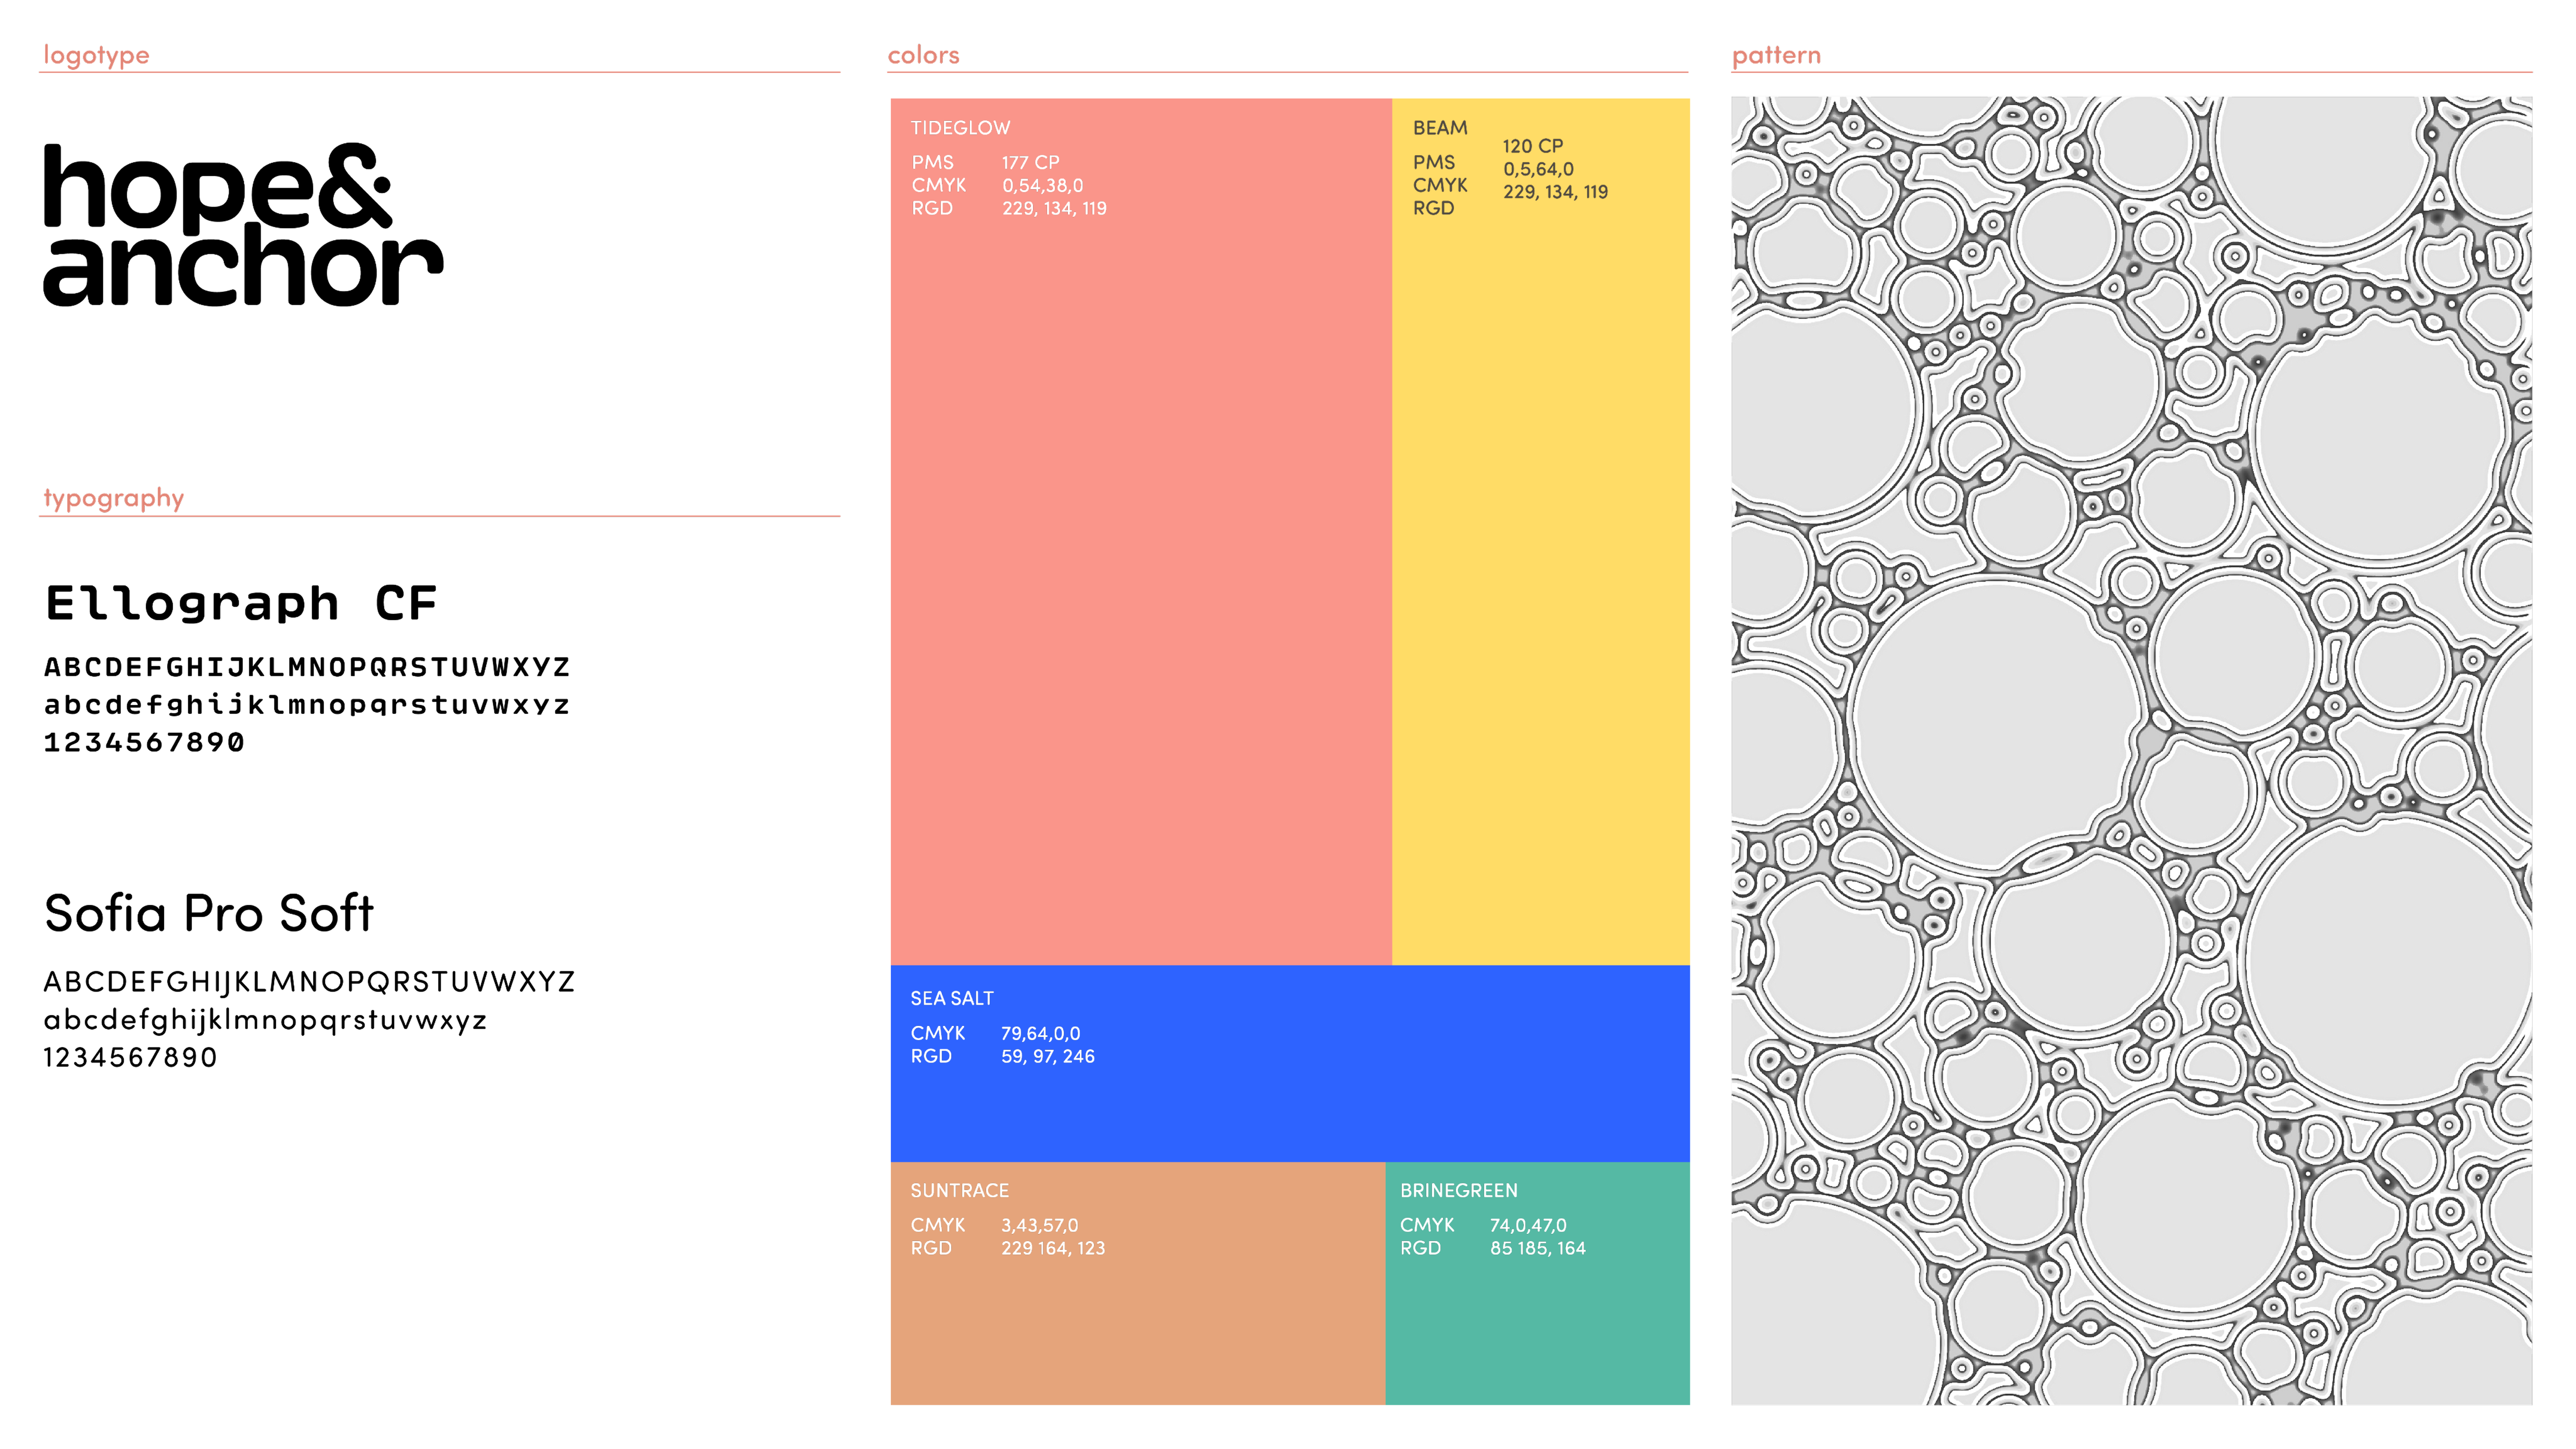 logotype
hope&
anchor
typography
Ellograph CF
ABCDEFGHIJKLMNOPQRSTUVWXYZ
abcdefghijklmnopqrstuvwxyz
1234567890
Sofia Pro Soft
ABCDEFGHIJKLMNOPQRSTUVWXYZ
abcdefghijklmnopqrstuvwxyz
1234567890
colors
TIDEGLOW
PMS 177 CP
CMYK 0,54,38,0
RGD 229, 134, 119
BEAM
PMS 120 CP
CMYK 0,5,64,0
RGD 229, 134, 119
SEA SALT
CMYK 79,64,0,0
RGD 59, 97, 246
SUNTRACE
CMYK 3,43,57,0
RGD 229 164, 123
BRINEGREEN
CMYK 74,0,47,0
RGD 85 185, 164
pattern